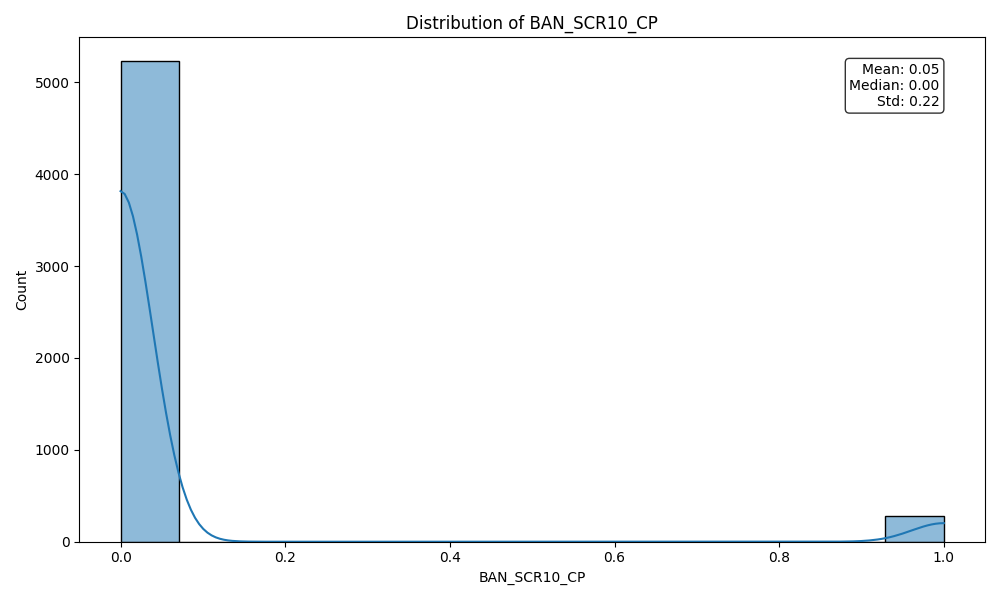 Distribution of BAN_SCR10_CP
Mean: 0.05
Median: 0.00
Std: 0.22
Count
5000
4000
3000
2000
1000
0
0.0 0.2 0.4 0.6 0.8 1.0
BAN_SCR10_CP